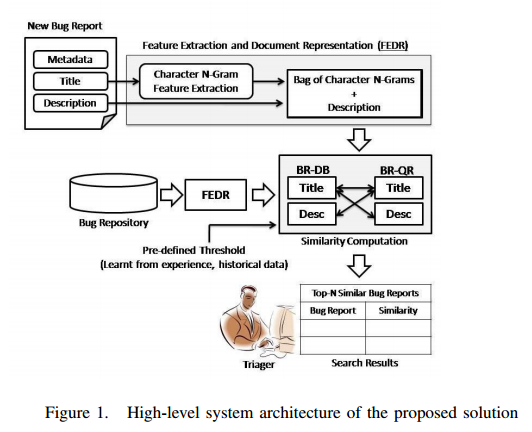 New Bug Report
Metadata
Title
Description
Feature Extraction and Document Representation (FEDR)
Character N-Gram
Feature Extraction
Bag of Character N-Grams
+
Description
Bug Repository
FEDR
BR-DB
BR-QR
Title
Title
Desc
Desc
Similarity Computation
Pre-defined Threshold
(Learnt from experience, historical data)
Triager
Top-N Similar Bug Reports
Bug Report
Similarity
Search Results
Figure 1. High-level system architecture of the proposed solution